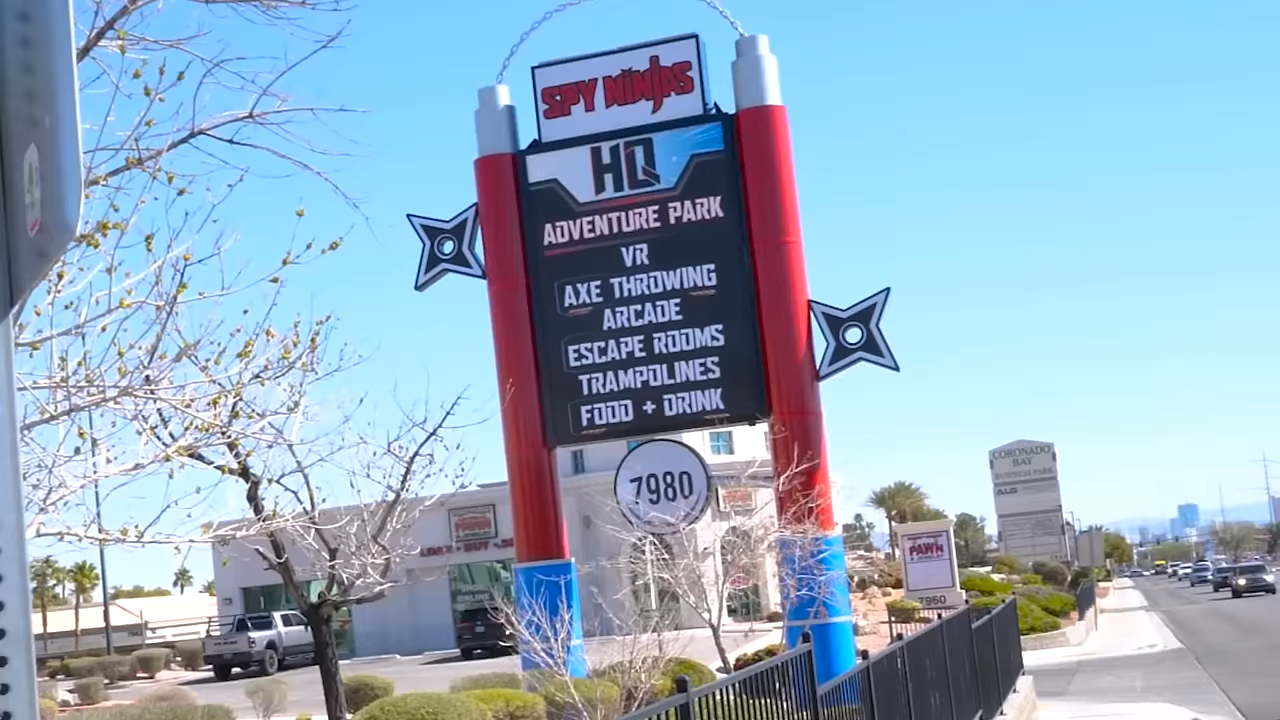 SPY NINJAS
HQ
ADVENTURE PARK
VR
AXE THROWING
ARCADE
ESCAPE ROOMS
TRAMPOLINES
FOOD + DRINK
7980
CORONADO
BAY
BUSINESS PARK
ALG
PAWN
7960